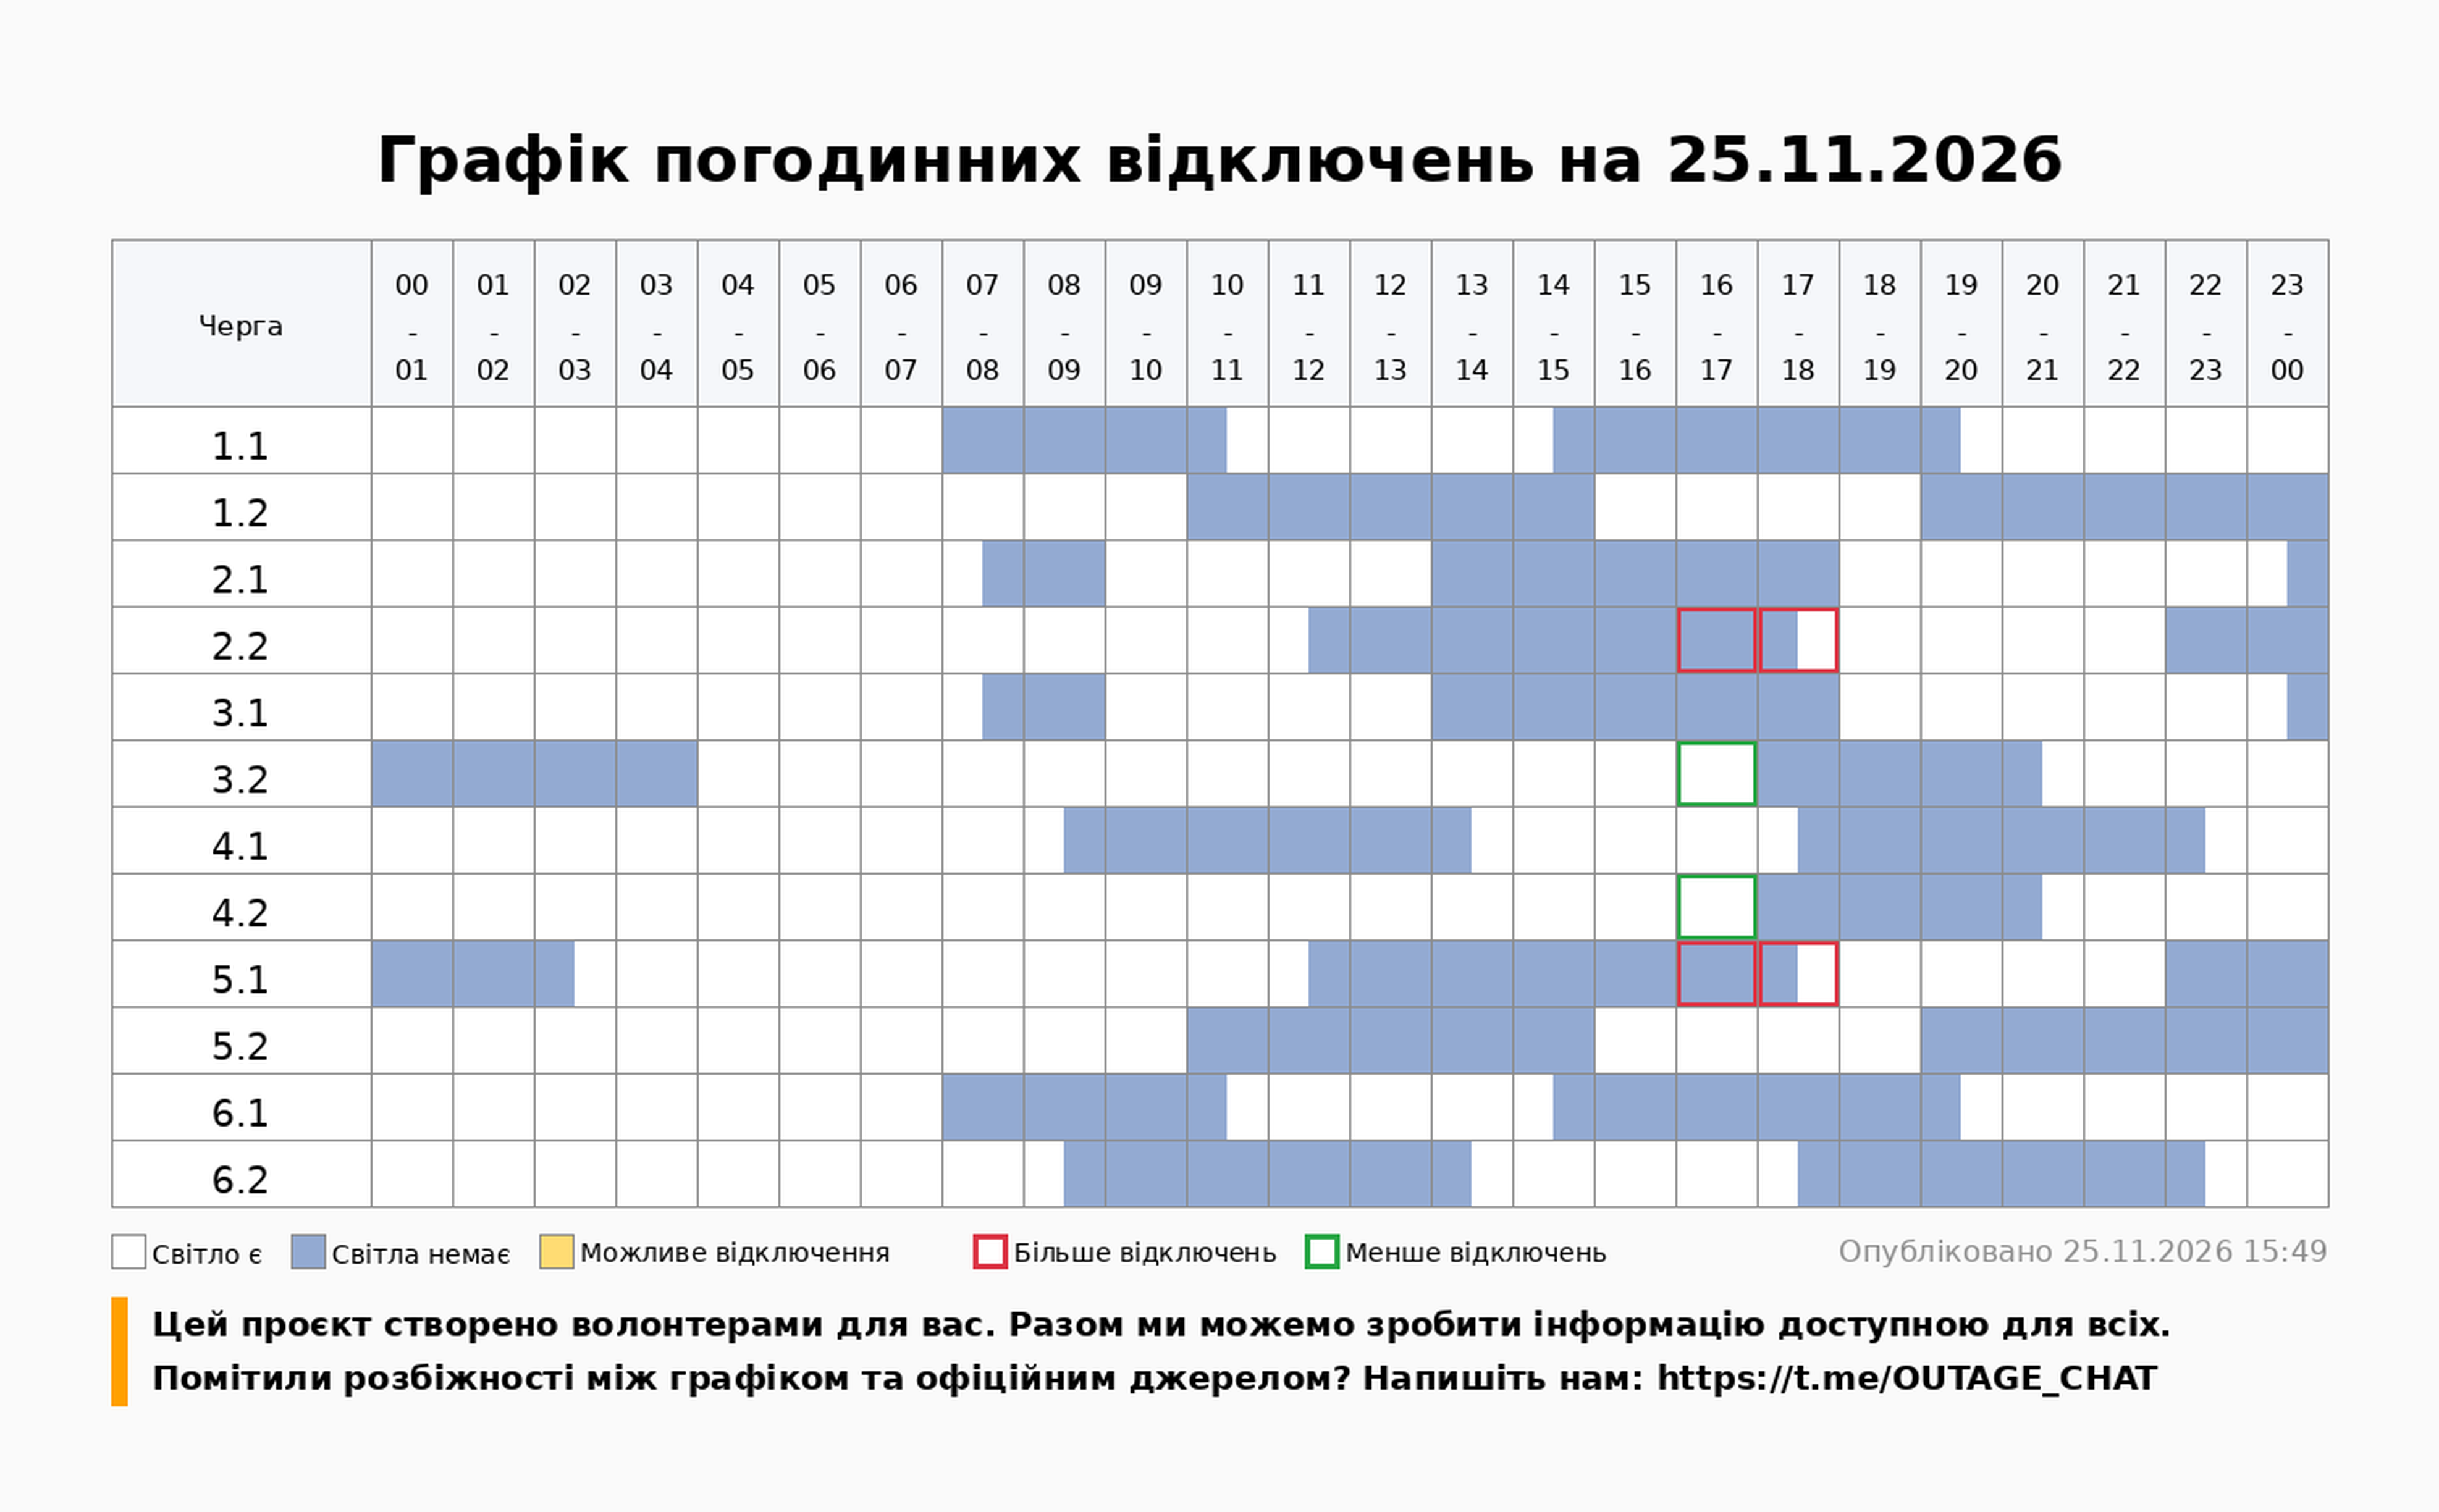 Графік погодинних відключень на 25.11.2026
Черга
00 - 01
01 - 02
02 - 03
03 - 04
04 - 05
05 - 06
06 - 07
07 - 08
08 - 09
09 - 10
10 - 11
11 - 12
12 - 13
13 - 14
14 - 15
15 - 16
16 - 17
17 - 18
18 - 19
19 - 20
20 - 21
21 - 22
22 - 23
23 - 00
1.1
1.2
2.1
2.2
3.1
3.2
4.1
4.2
5.1
5.2
6.1
6.2
Світло є
Світла немає
Можливе відключення
Більше відключень
Менше відключень
Опубліковано 25.11.2026 15:49
Цей проєкт створено волонтерами для вас. Разом ми можемо зробити інформацію доступною для всіх.
Помітили розбіжності між графіком та офіційним джерелом? Напишіть нам: https://t.me/OUTAGE_CHAT